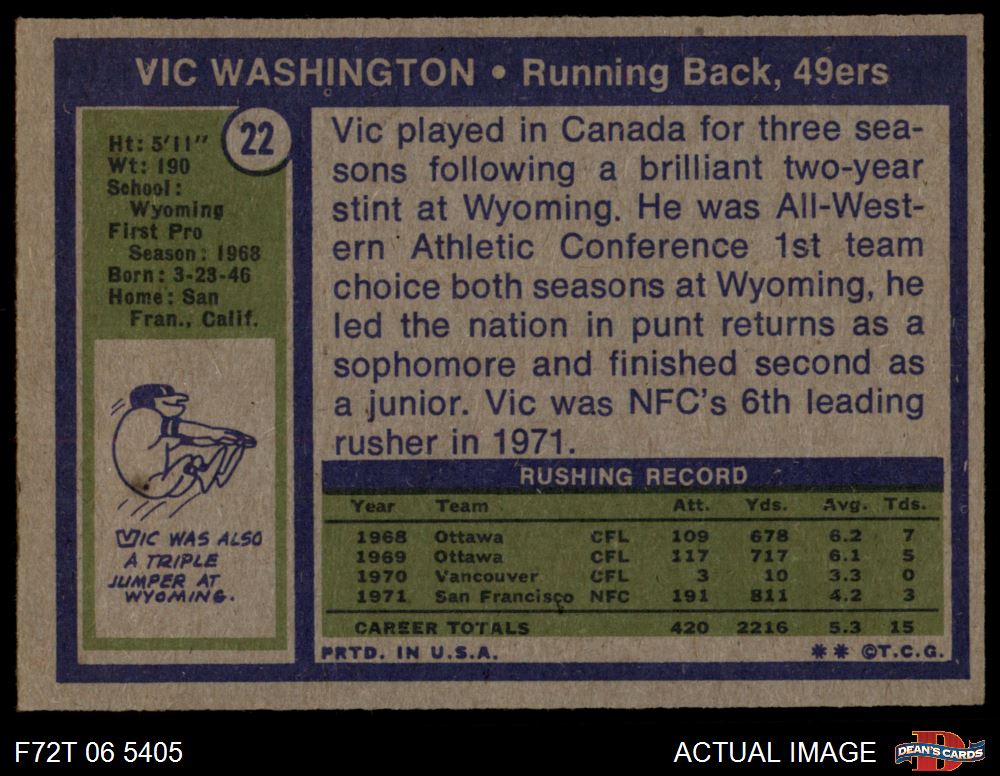 VIC WASHINGTON • Running Back, 49ers
22
Ht: 5'11"
Wt: 190
School:
Wyoming
First Pro
Season: 1968
Born: 3-23-46
Home: San
Fran., Calif.
VIC WAS ALSO
A TRIPLE
JUMPER AT
WYOMING.
Vic played in Canada for three sea-
sons following a brilliant two-year
stint at Wyoming. He was All-West-
ern Athletic Conference 1st team
choice both seasons at Wyoming, he
led the nation in punt returns as a
sophomore and finished second as
a junior. Vic was NFC's 6th leading
rusher in 1971.
RUSHING RECORD
Year Team Att. Yds. Avg. Tds.
1968 Ottawa CFL 109 678 6.2 7
1969 Ottawa CFL 117 717 6.1 5
1970 Vancouver CFL 3 10 3.3 0
1971 San Francisco NFC 191 811 4.2 3
CAREER TOTALS 420 2216 5.3 15
PRTD. IN U.S.A. ** ©T.C.G.
F72T 06 5405
ACTUAL IMAGE
D
DEAN'S CARDS